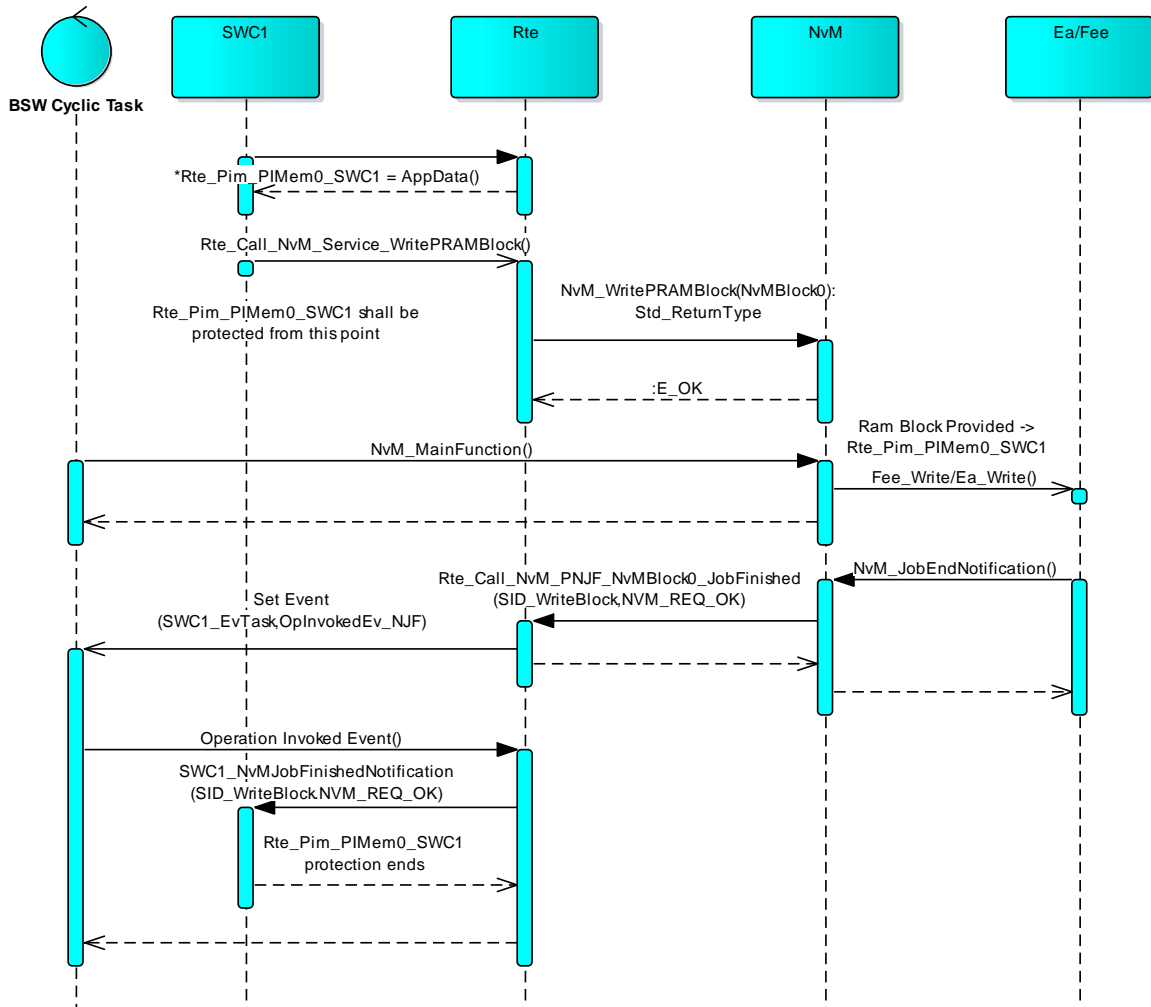 SWC1
Rte
NvM
Ea/Fee
BSW Cyclic Task
*Rte_Pim_PIMem0_SWC1 = AppData()
Rte_Call_NvM_Service_WritePRAMBlock()
Rte_Pim_PIMem0_SWC1 shall be
protected from this point
NvM_WritePRAMBlock(NvMBlock0):
Std_ReturnType
:E_OK
Ram Block Provided ->
Rte_Pim_PIMem0_SWC1
NvM_MainFunction()
Fee_Write/Ea_Write()
NvM_JobEndNotification()
Rte_Call_NvM_PNJF_NvMBlock0_JobFinished
(SID_WriteBlock,NVM_REQ_OK)
Set Event
(SWC1_EvTask,OpInvokedEv_NJF)
Operation Invoked Event()
SWC1_NvMJobFinishedNotification
(SID_WriteBlock.NVM_REQ_OK)
Rte_Pim_PIMem0_SWC1
protection ends